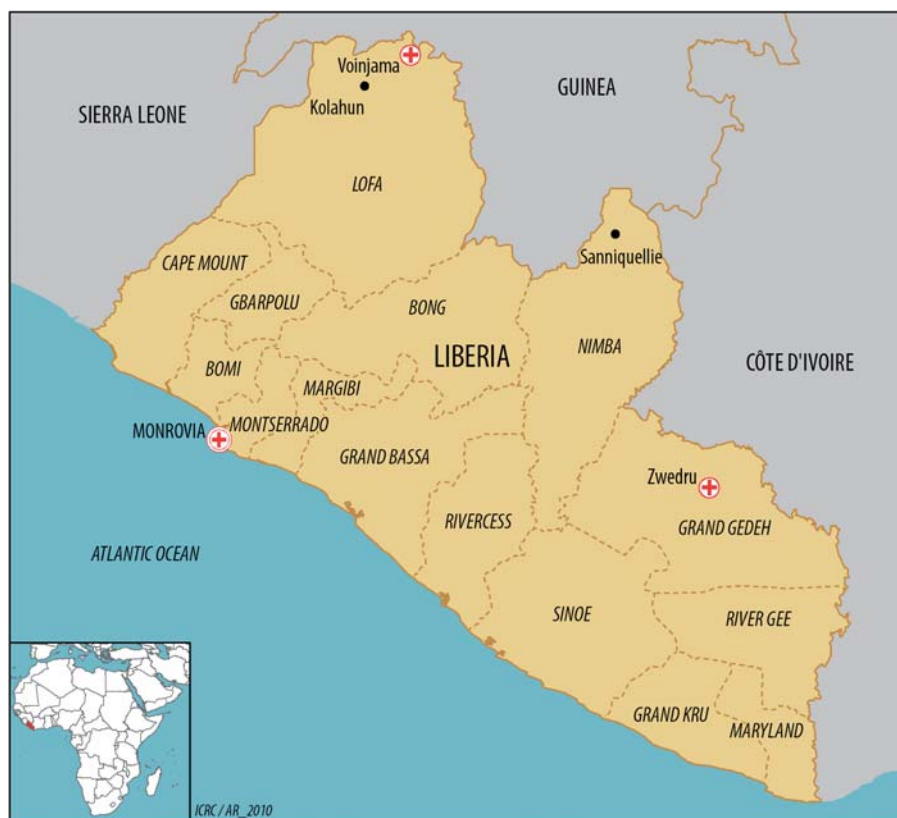 Voinjama
GUINEA
SIERRA LEONE
Kolahun
LOFA
Sanniquellie
CAPE MOUNT
GBARPOLU
BONG
LIBERIA
NIMBA
CÔTE D'IVOIRE
BOMI
MARGIBI
MONROVIA
MONTSERRADO
GRAND BASSA
Zwedru
RIVERCESS
GRAND GEDEH
ATLANTIC OCEAN
SINOE
RIVER GEE
GRAND KRU
MARYLAND
ICRC / AR_2010